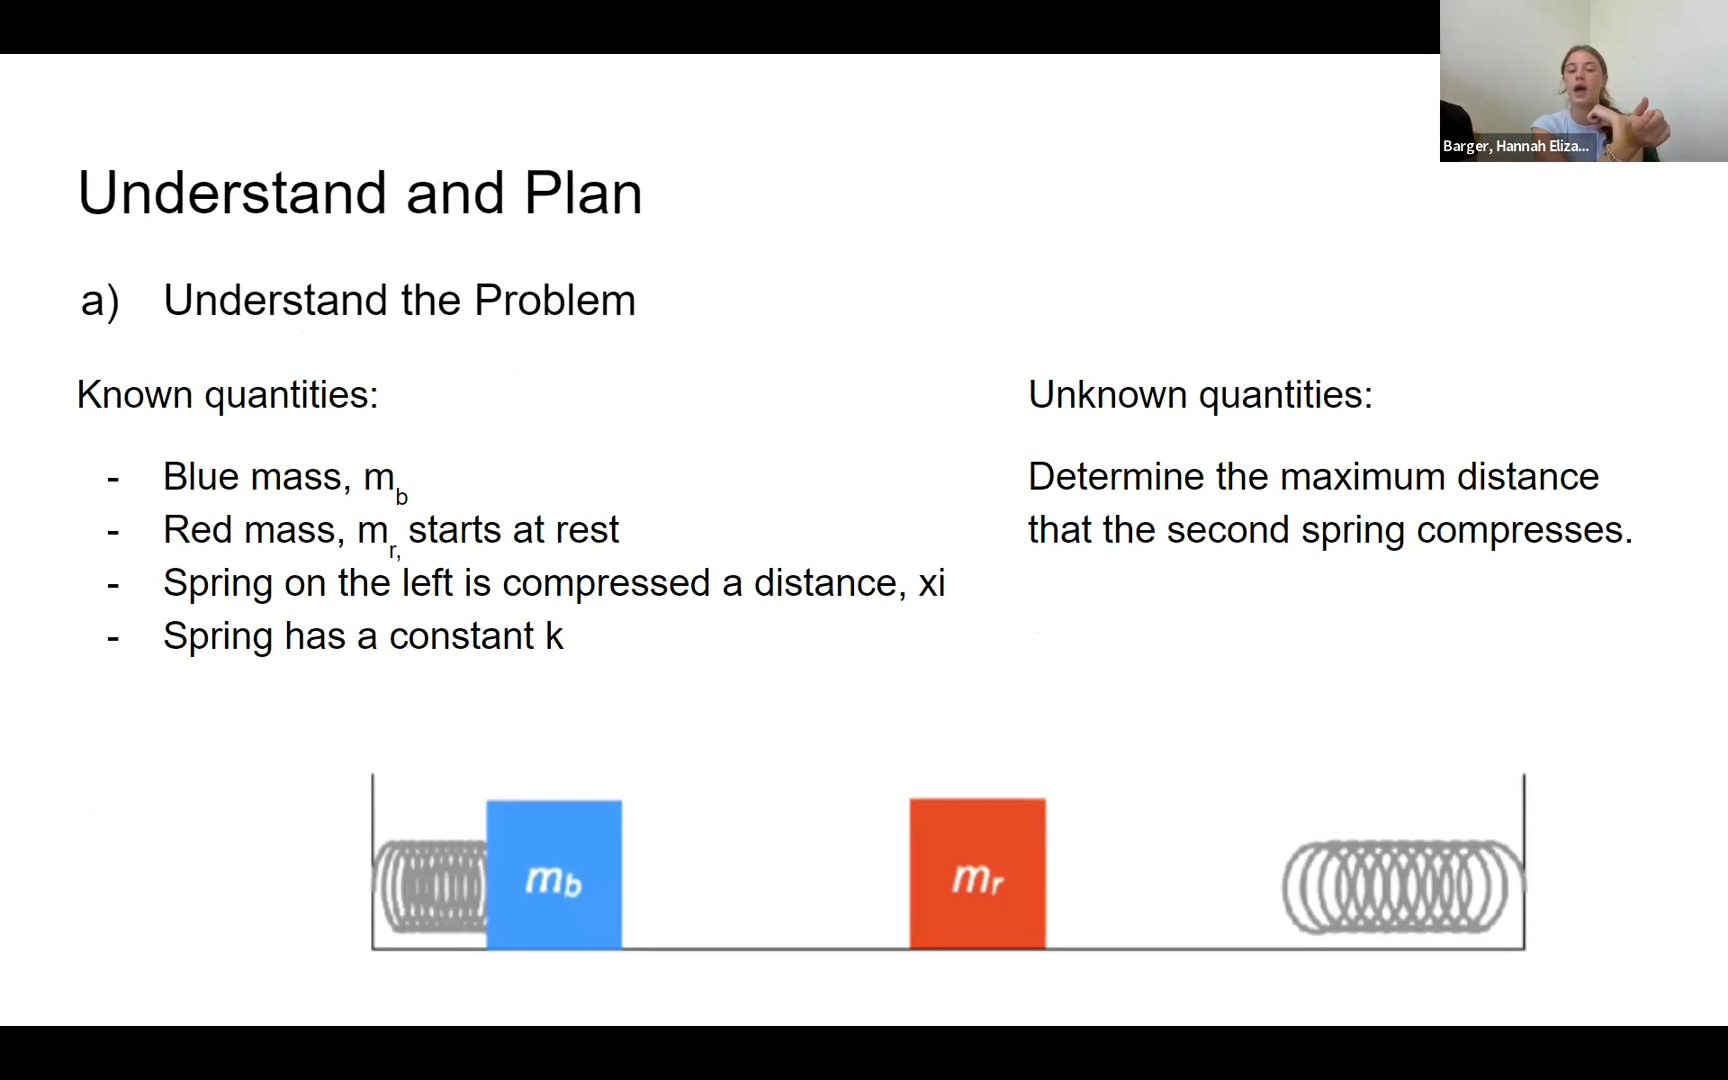 Barger, Hannah Eliza...
Understand and Plan
a) Understand the Problem
Known quantities:
- Blue mass, mb
- Red mass, mr, starts at rest
- Spring on the left is compressed a distance, xi
- Spring has a constant k
Unknown quantities:
Determine the maximum distance
that the second spring compresses.
mb
mr